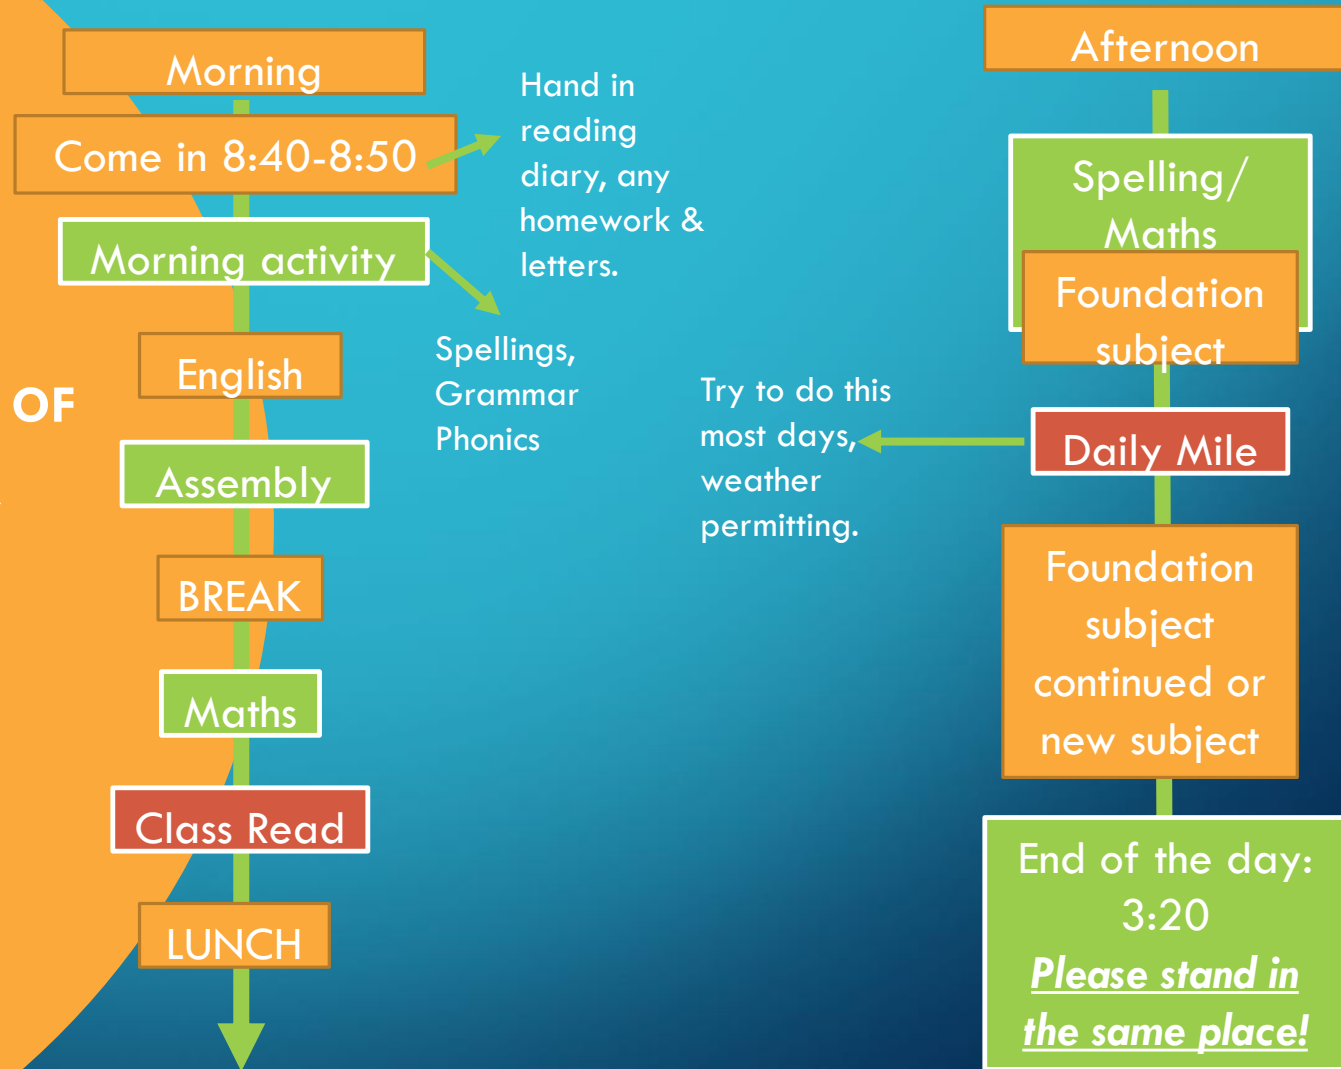 OF
Morning
Come in 8:40-8:50
Hand in
reading
diary, any
homework &
letters.
Morning activity
Spellings,
Grammar
Phonics
English
Assembly
BREAK
Maths
Class Read
LUNCH
Afternoon
Spelling/
Maths
Foundation
subject
Daily Mile
Try to do this
most days,
weather
permitting.
Foundation
subject
continued or
new subject
End of the day:
3:20
Please stand in
the same place!